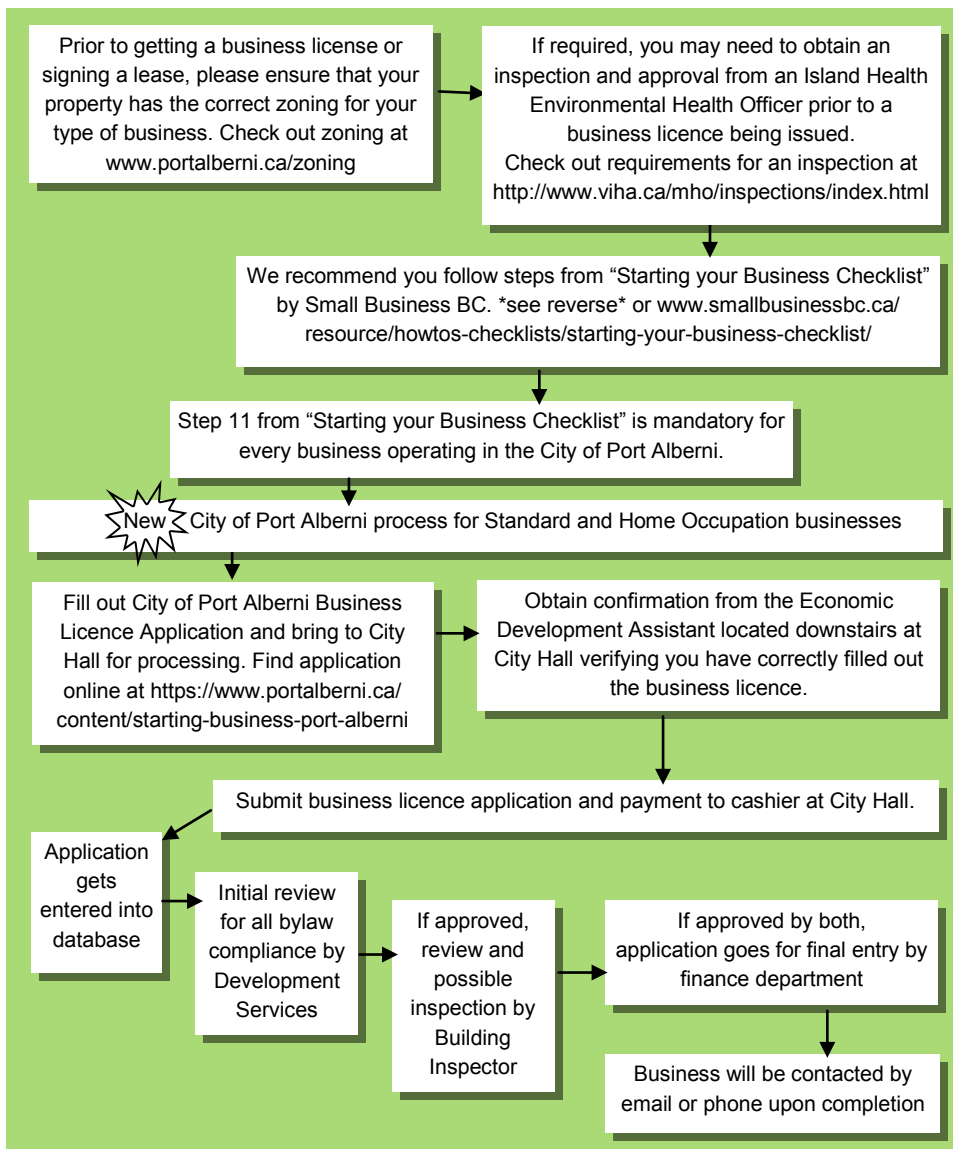 Prior to getting a business license or
signing a lease, please ensure that your
property has the correct zoning for your
type of business. Check out zoning at
www.portalberni.ca/zoning
If required, you may need to obtain an
inspection and approval from an Island Health
Environmental Health Officer prior to a
business licence being issued.
Check out requirements for an inspection at
http://www.viha.ca/mho/inspections/index.html
We recommend you follow steps from “Starting your Business Checklist”
by Small Business BC. *see reverse* or www.smallbusinessbc.ca/
resource/howtos-checklists/starting-your-business-checklist/
Step 11 from “Starting your Business Checklist” is mandatory for
every business operating in the City of Port Alberni.
New City of Port Alberni process for Standard and Home Occupation businesses
Fill out City of Port Alberni Business
Licence Application and bring to City
Hall for processing. Find application
online at https://www.portalberni.ca/
content/starting-business-port-alberni
Obtain confirmation from the Economic
Development Assistant located downstairs at
City Hall verifying you have correctly filled out
the business licence.
Submit business licence application and payment to cashier at City Hall.
Application
gets
entered into
database
Initial review
for all bylaw
compliance by
Development
Services
If approved,
review and
possible
inspection by
Building
Inspector
If approved by both,
application goes for final entry by
finance department
Business will be contacted by
email or phone upon completion